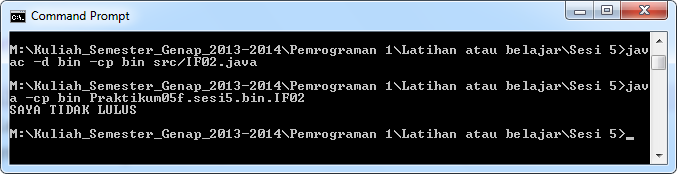 Command Prompt
M:\Kuliah_Semester_Genap_2013-2014\Pemrograman 1\Latihan atau belajar\Sesi 5>jav
ac -d bin -cp bin src/IF02.java
M:\Kuliah_Semester_Genap_2013-2014\Pemrograman 1\Latihan atau belajar\Sesi 5>jav
a -cp bin Praktikum05f.sesi5.bin.IF02
SAYA TIDAK LULUS
M:\Kuliah_Semester_Genap_2013-2014\Pemrograman 1\Latihan atau belajar\Sesi 5>_